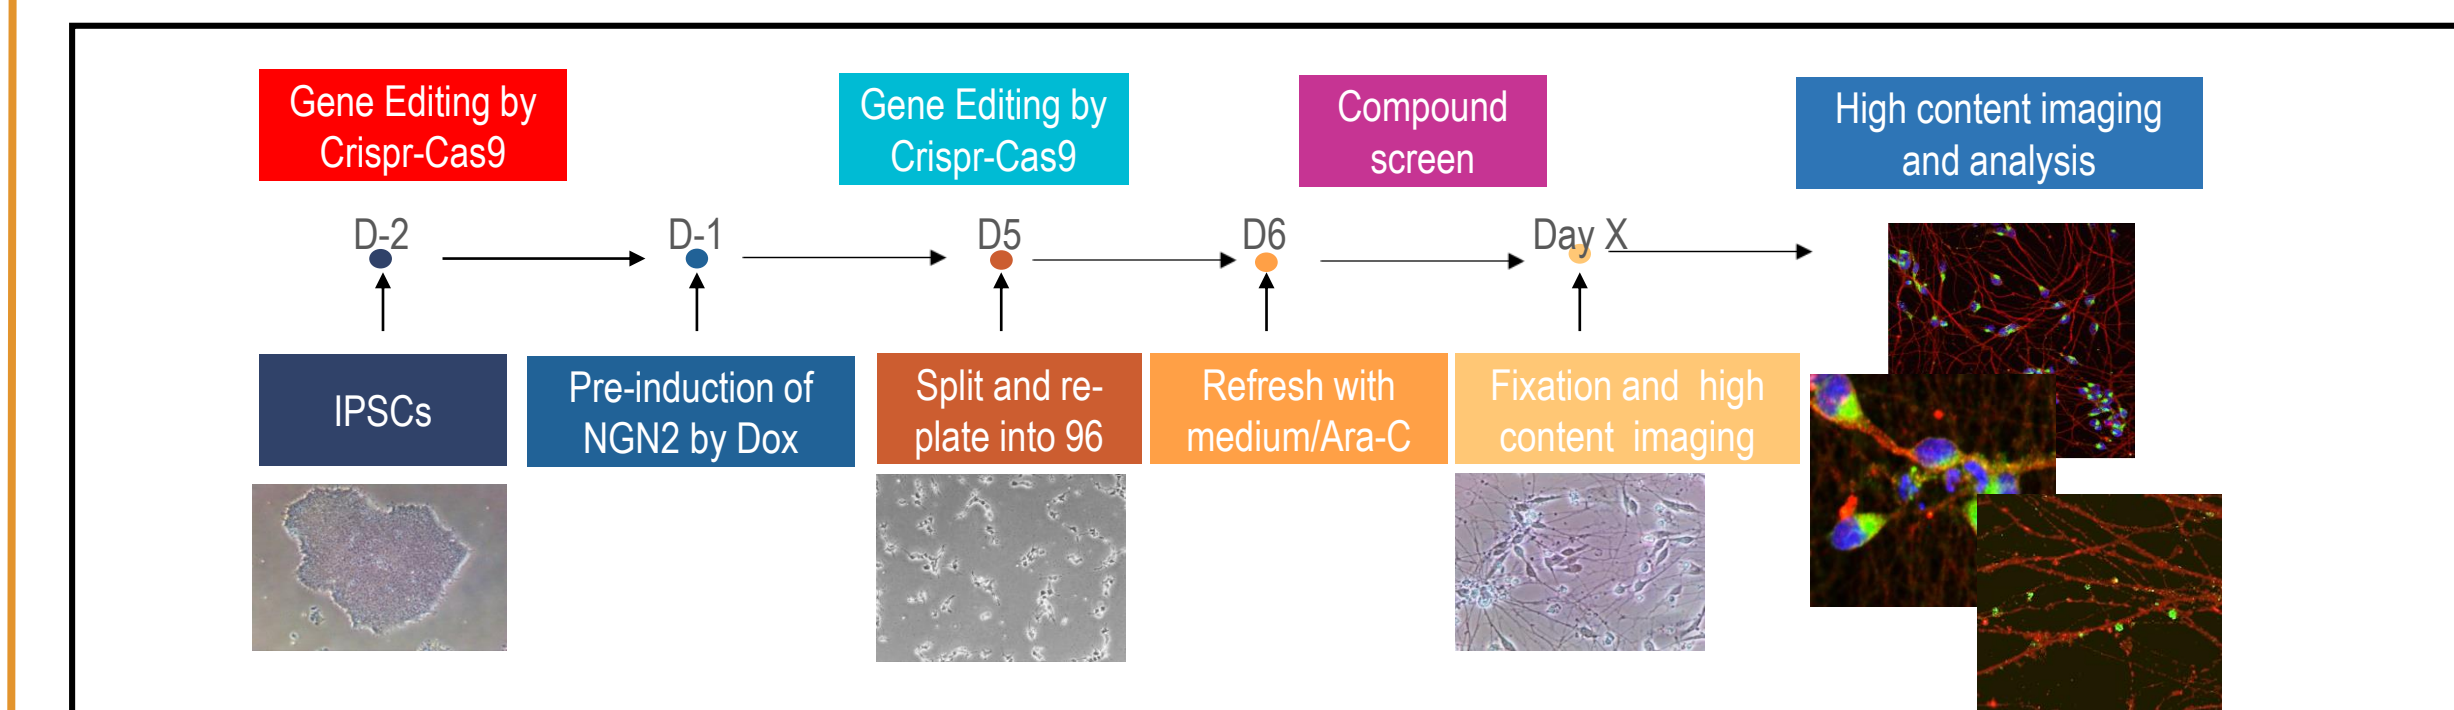 Gene Editing by
Crispr-Cas9
Gene Editing by
Crispr-Cas9
Compound
screen
High content imaging
and analysis
D-2
D-1
D5
D6
Day X
IPSCs
Pre-induction of
NGN2 by Dox
Split and re-
plate into 96
Refresh with
medium/Ara-C
Fixation and high
content imaging